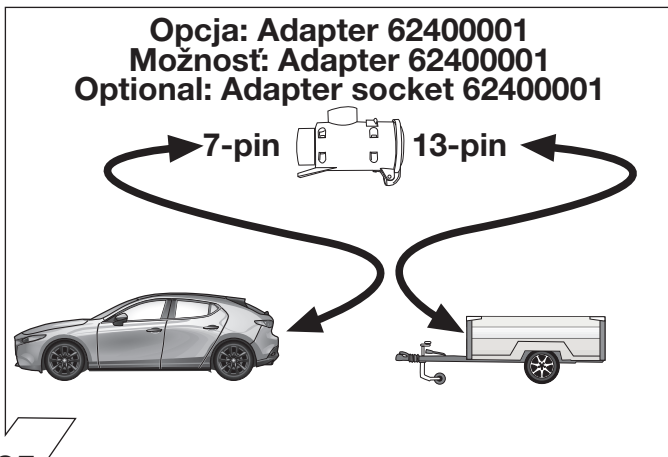 Opcja: Adapter 62400001
Možnosť: Adapter 62400001
Optional: Adapter socket 62400001
7-pin 13-pin